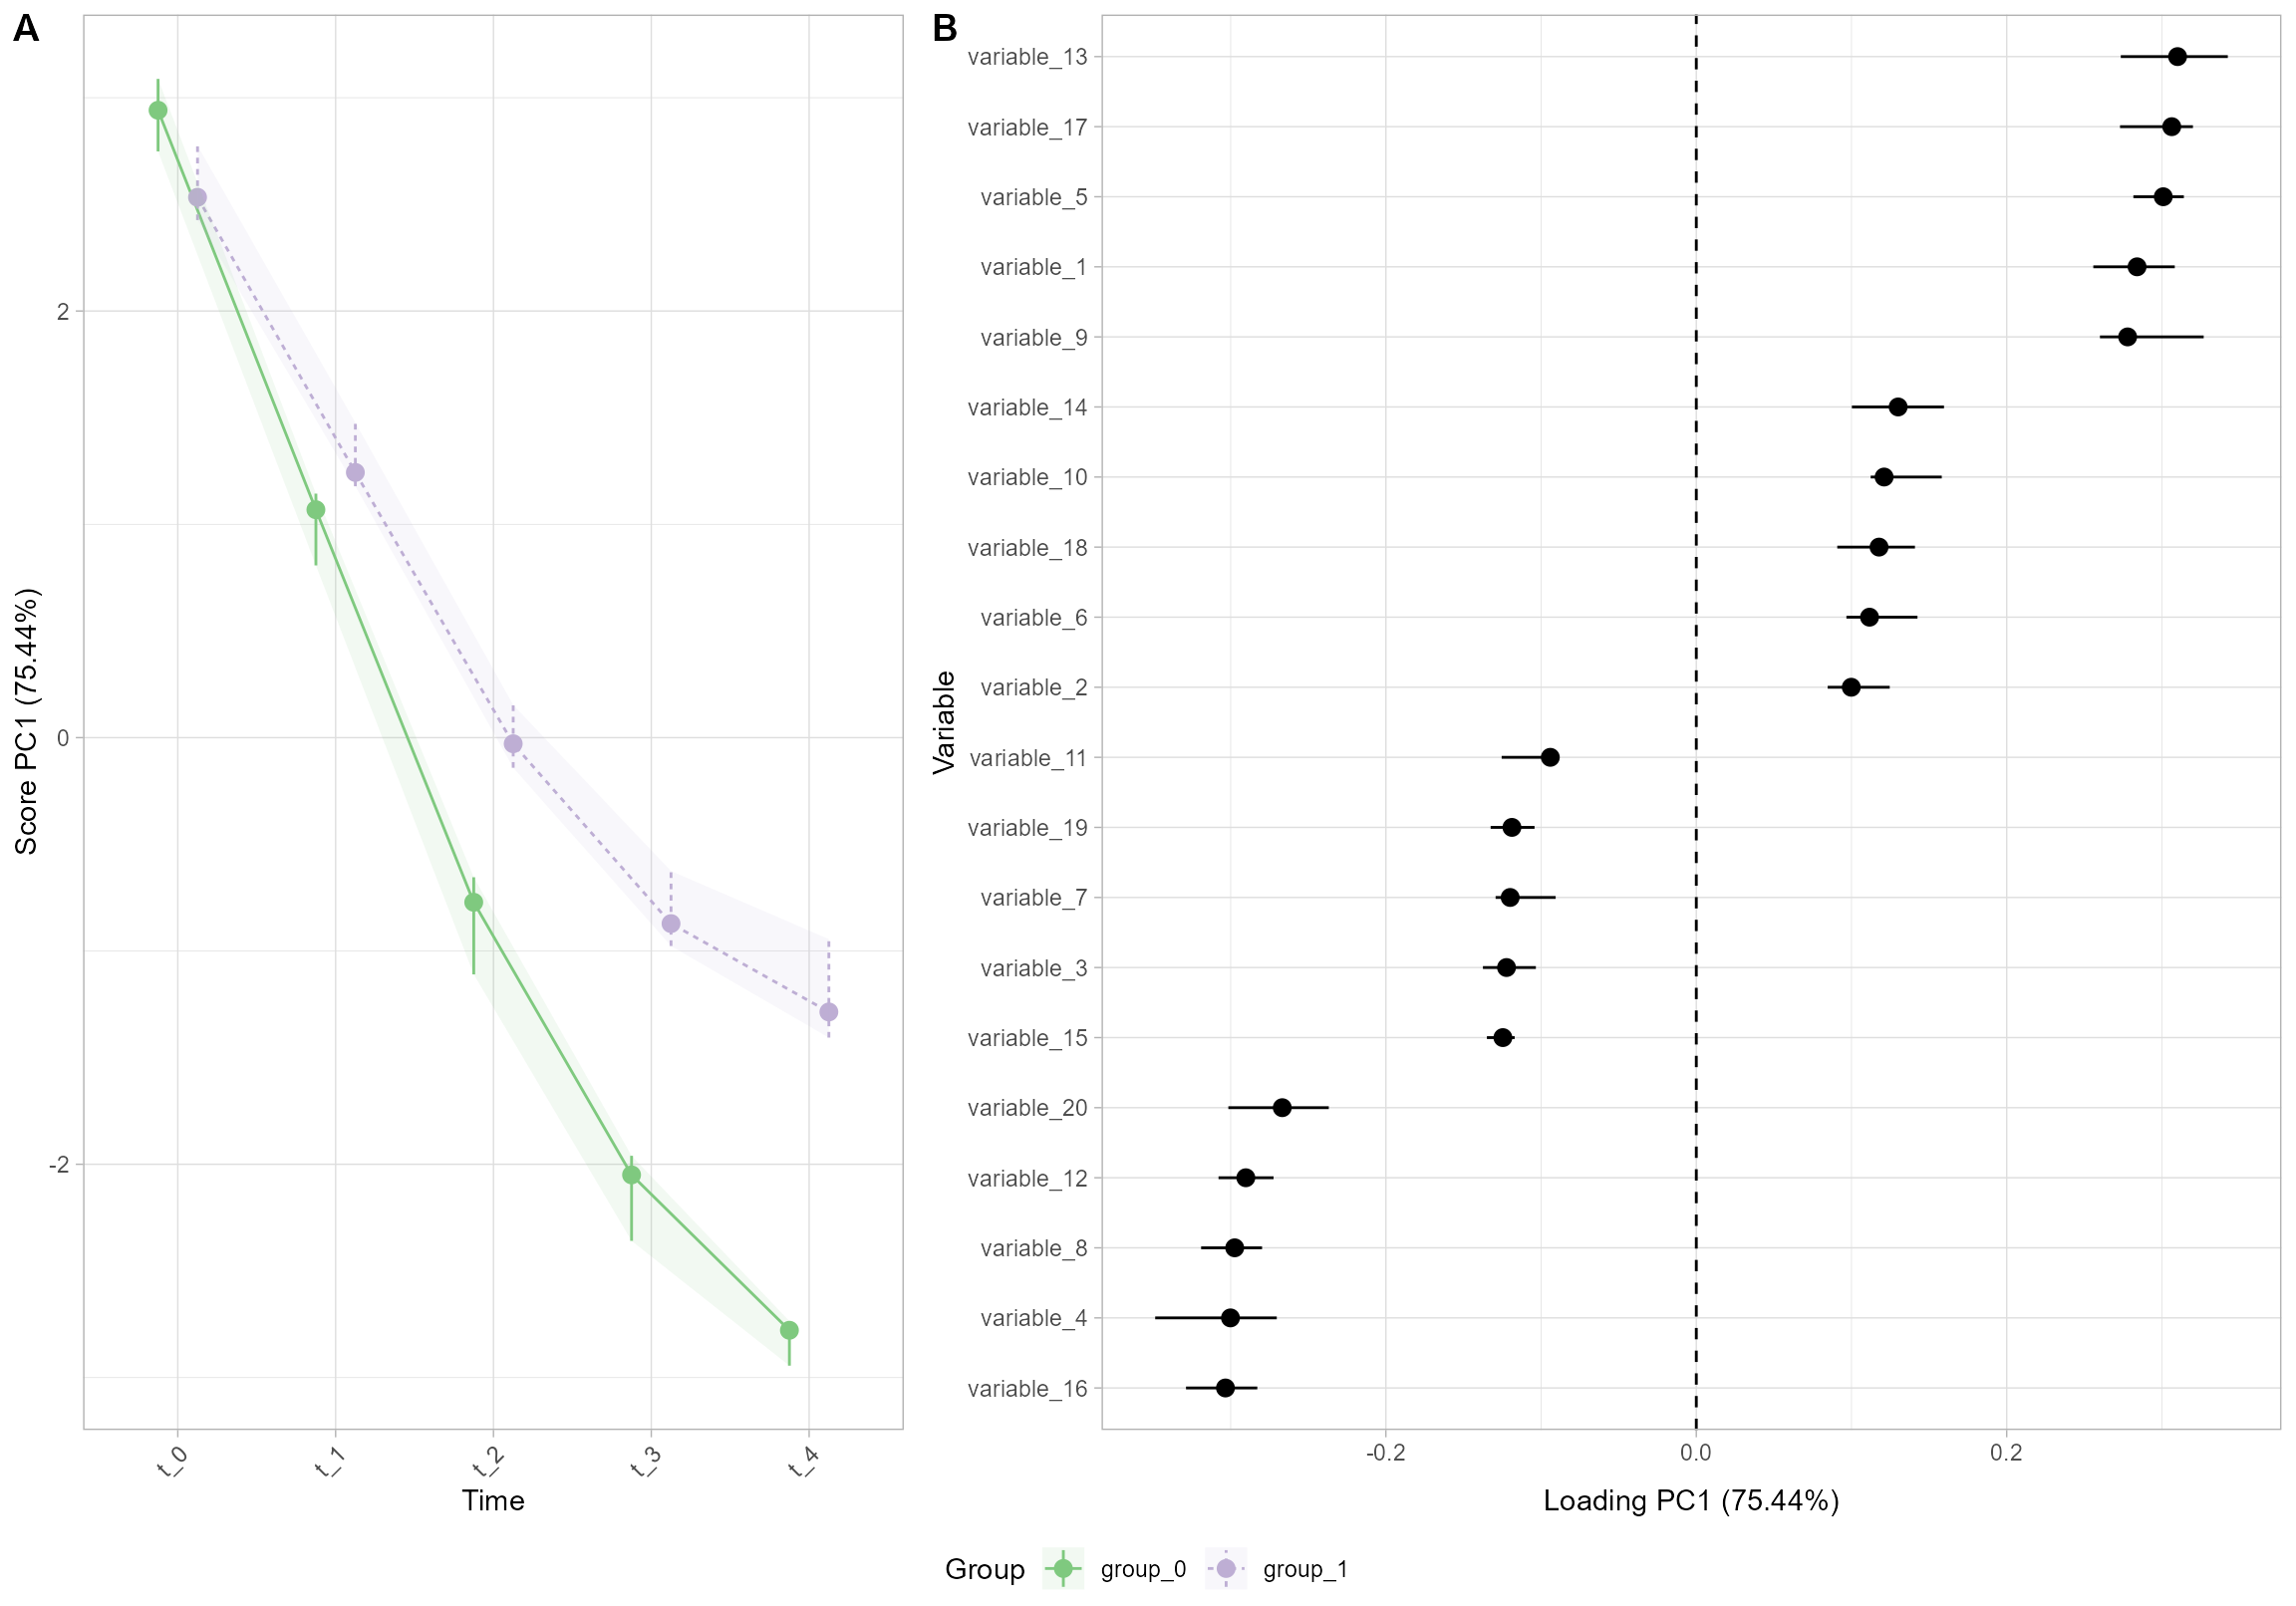 A
Score PC1 (75.44%)
2
0
-2
t_0
t_1
t_2
t_3
t_4
Time
B
Variable
variable_13
variable_17
variable_5
variable_1
variable_9
variable_14
variable_10
variable_18
variable_6
variable_2
variable_11
variable_19
variable_7
variable_3
variable_15
variable_20
variable_12
variable_8
variable_4
variable_16
-0.2
0.0
0.2
Loading PC1 (75.44%)
Group
group_0
group_1